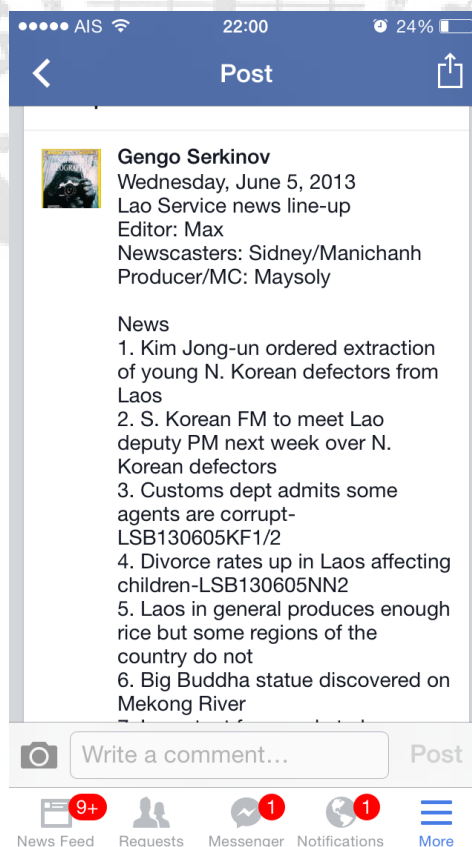 AIS 22:00 24%
Post
Gengo Serkinov
Wednesday, June 5, 2013
Lao Service news line-up
Editor: Max
Newscasters: Sidney/Manichanh
Producer/MC: Maysoly
News
1. Kim Jong-un ordered extraction
of young N. Korean defectors from
Laos
2. S. Korean FM to meet Lao
deputy PM next week over N.
Korean defectors
3. Customs dept admits some
agents are corrupt-
LSB130605KF1/2
4. Divorce rates up in Laos affecting
children-LSB130605NN2
5. Laos in general produces enough
rice but some regions of the
country do not
6. Big Buddha statue discovered on
Mekong River
Write a comment... Post
9+ 1 1
News Feed Requests Messenger Notifications More